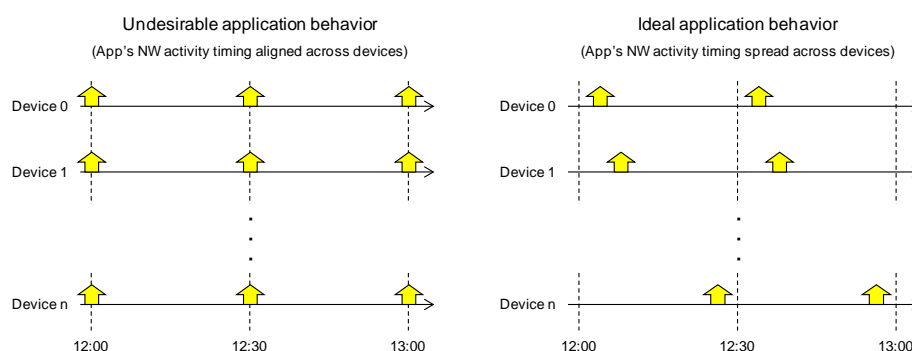 Undesirable application behavior
(App's NW activity timing aligned across devices)
Device 0
Device 1
Device n
12:00
12:30
13:00
Ideal application behavior
(App's NW activity timing spread across devices)
Device 0
Device 1
Device n
12:00
12:30
13:00